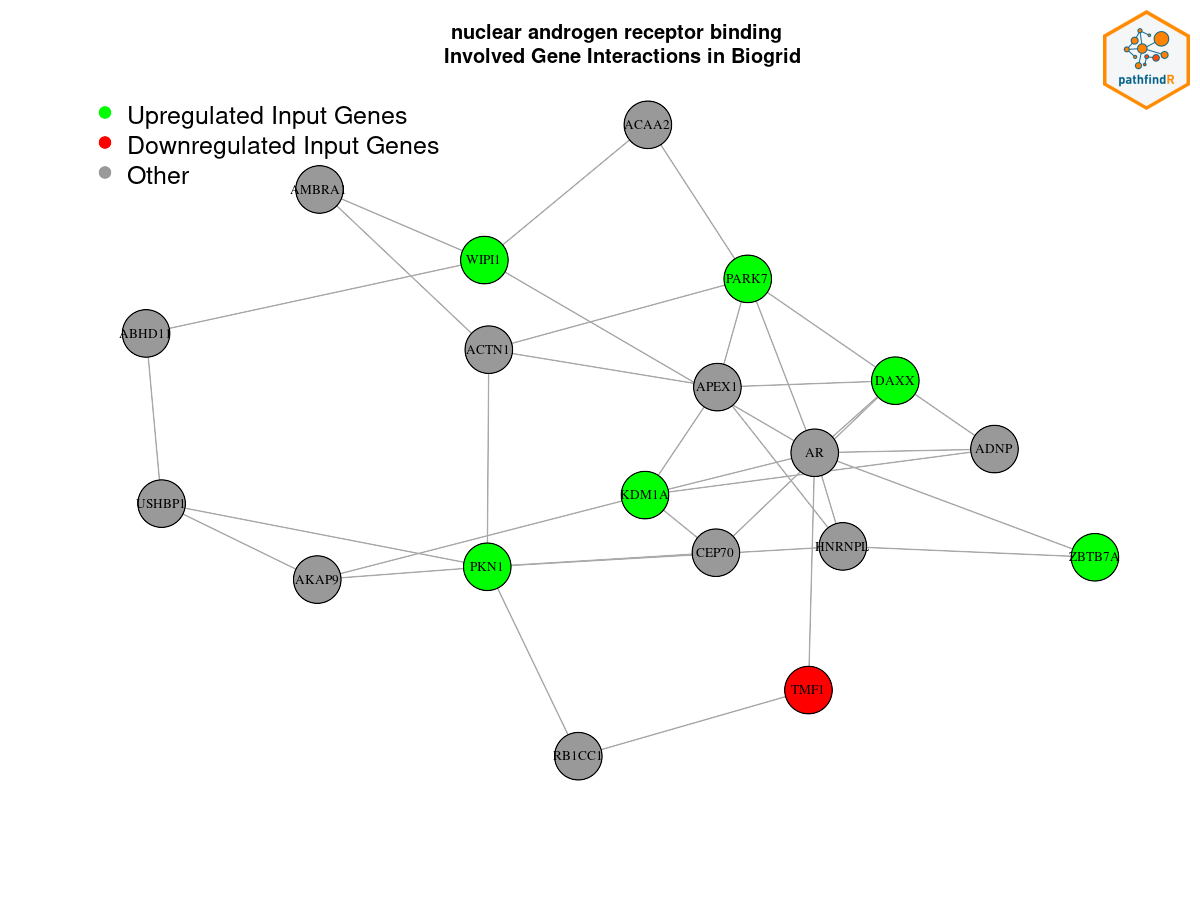 nuclear androgen receptor binding
Involved Gene Interactions in Biogrid
pathfindR
Upregulated Input Genes
Downregulated Input Genes
Other
ACAA2
AMBRA1
WIPI1
PARK7
ABHD11
ACTN1
APEX1
DAXX
AR
ADNP
KDM1A
USHBP1
HNRNPL
CEP70
ZBTB7A
PKN1
AKAP9
TMF1
RB1CC1